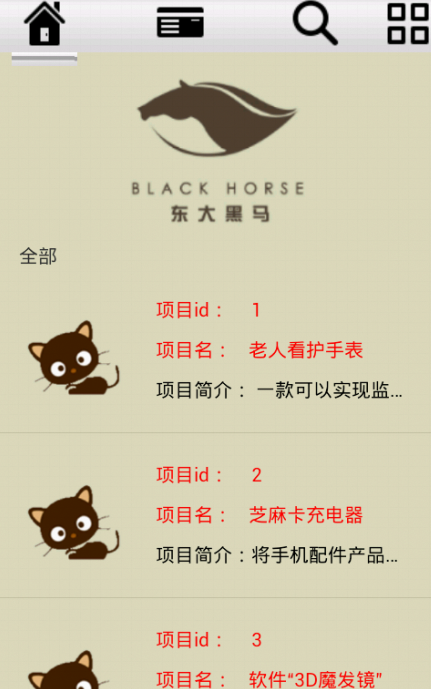 BLACK HORSE
东大黑马
全部
项目id： 1
项目名： 老人看护手表
项目简介：一款可以实现监...
项目id： 2
项目名： 芝麻卡充电器
项目简介：将手机配件产品...
项目id： 3
项目名： 软件“3D魔发镜”